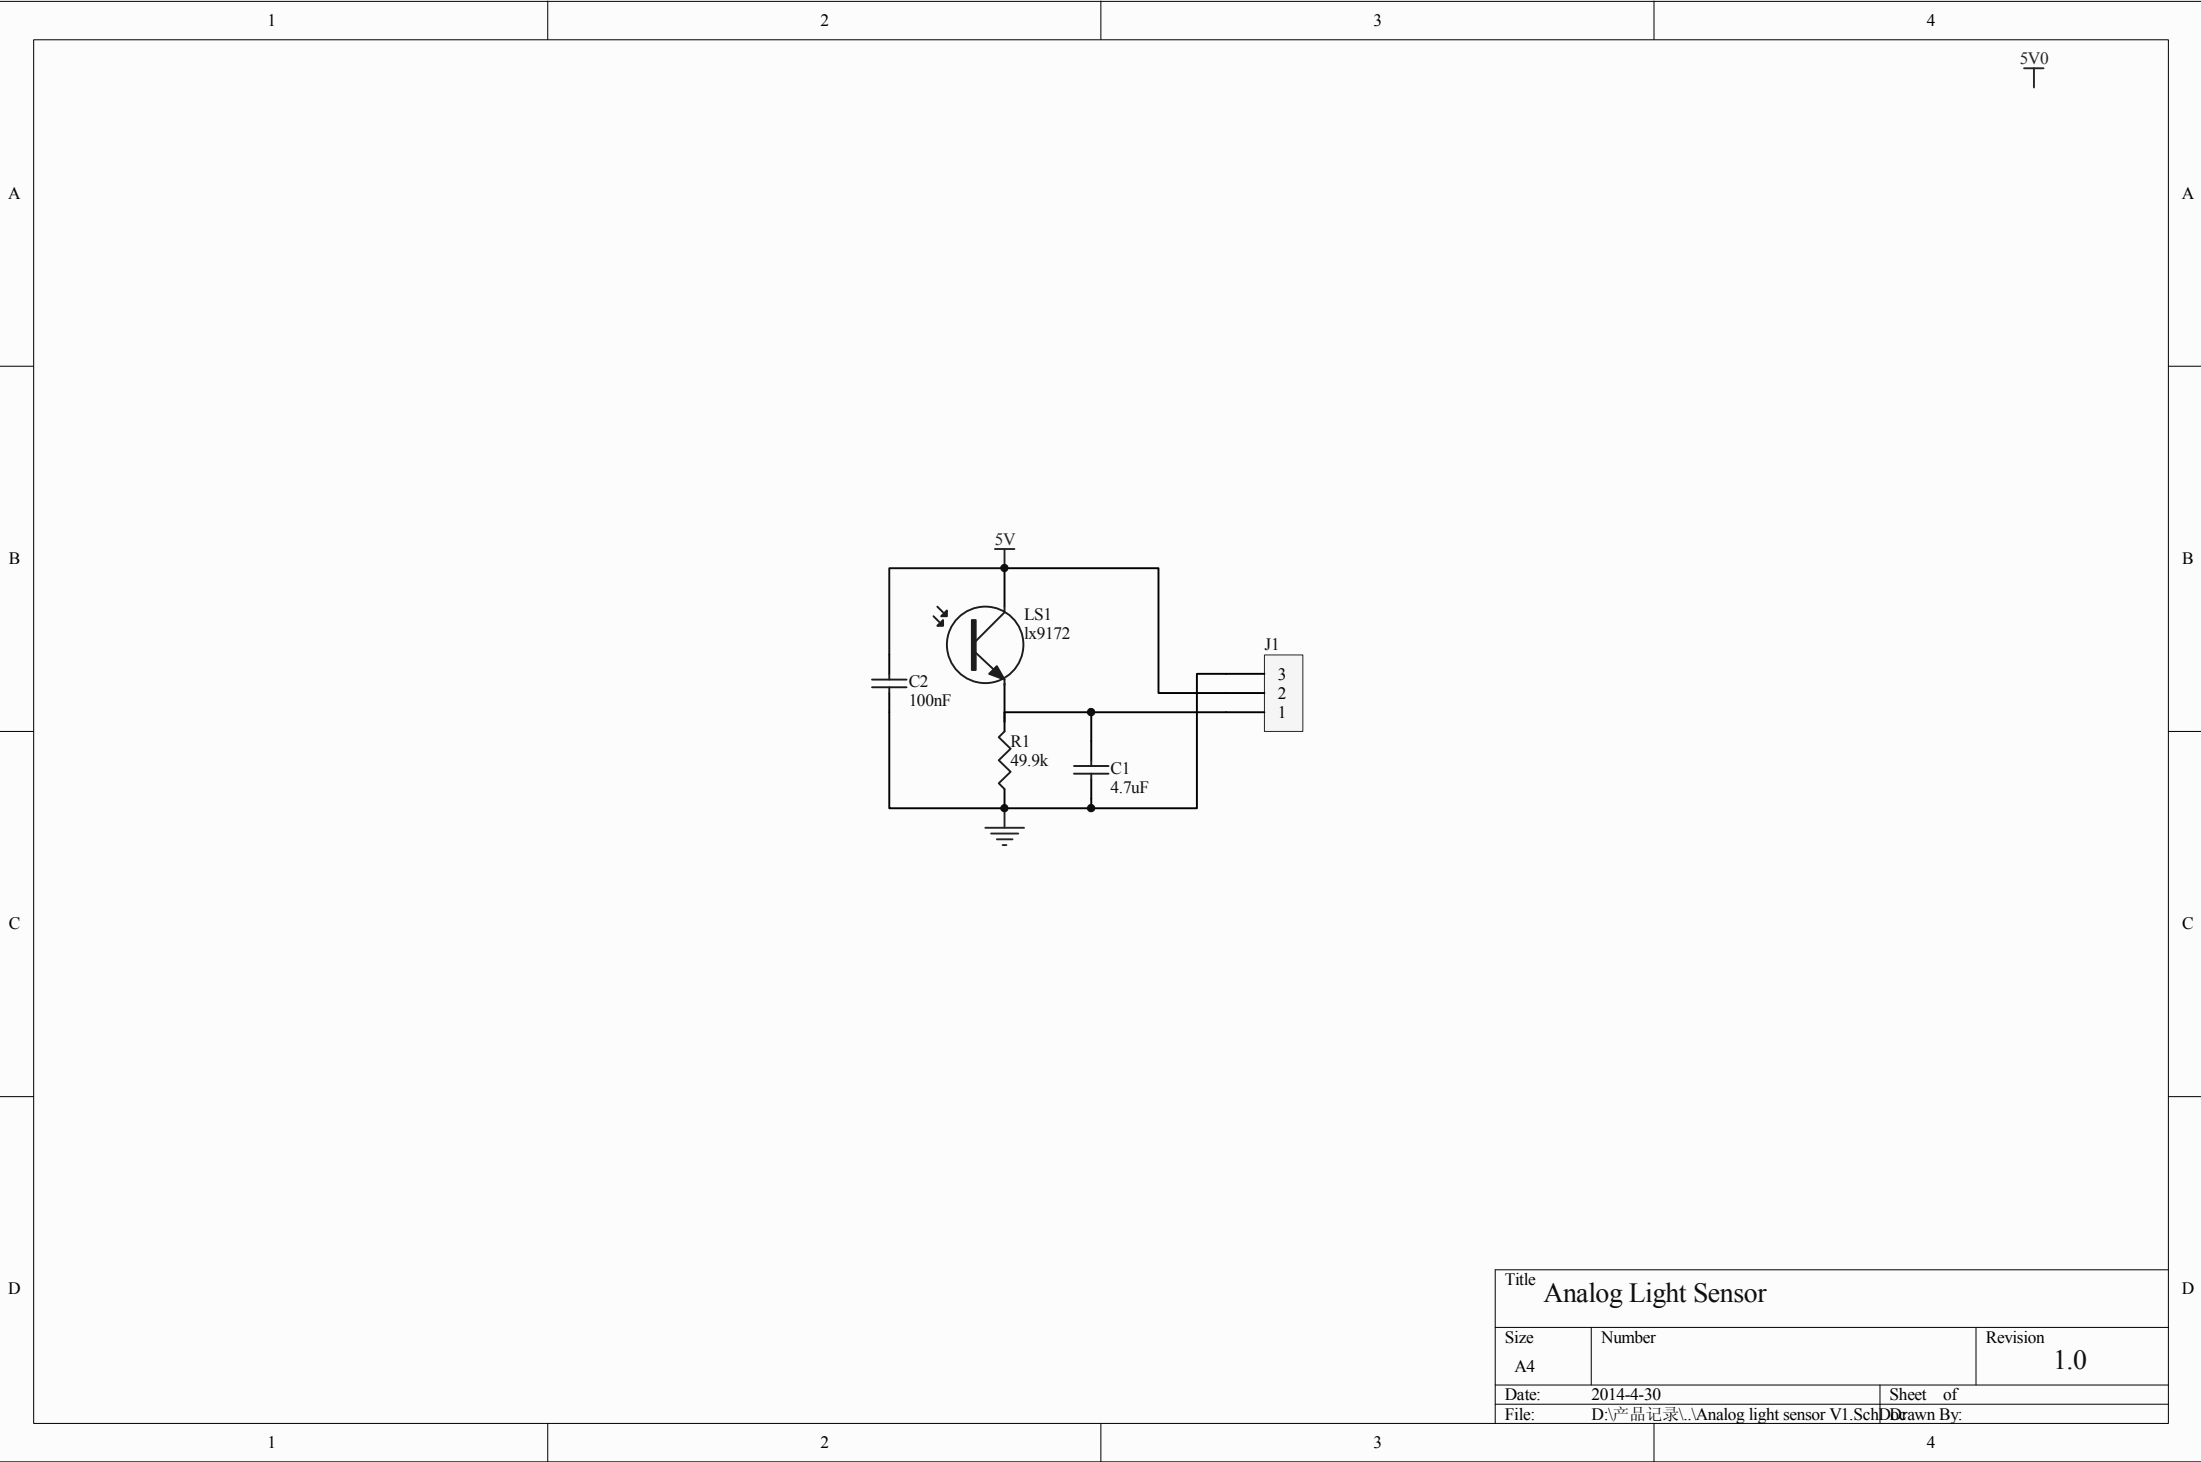 1 2 3 4
5V0
A A
B B
5V
LS1
lx9172
J1
3
2
1
C2
100nF
R1
49.9k
C1
4.7uF
C C
D D
Title Analog Light Sensor
Size Number Revision
A4 1.0
Date: 2014-4-30 Sheet of
File: D:\产品记录\..\Analog light sensor V1.SchDoc Drawn By:
1 2 3 4